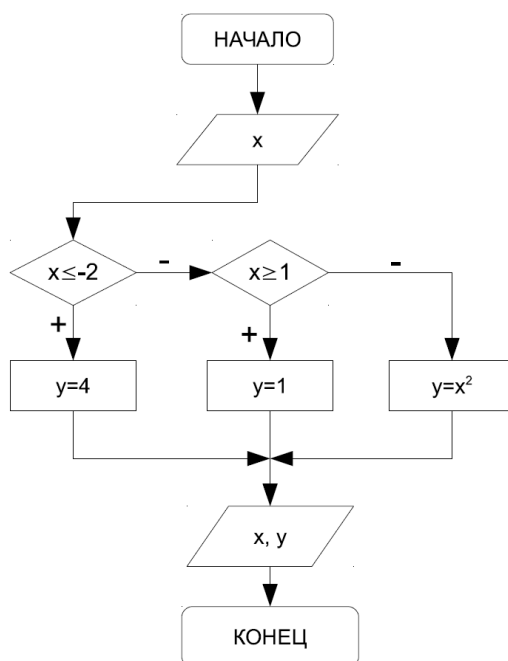 НАЧАЛО
x
x≤-2
-
x≥1
-
+
+
y=4
y=1
y=x²
x, y
КОНЕЦ